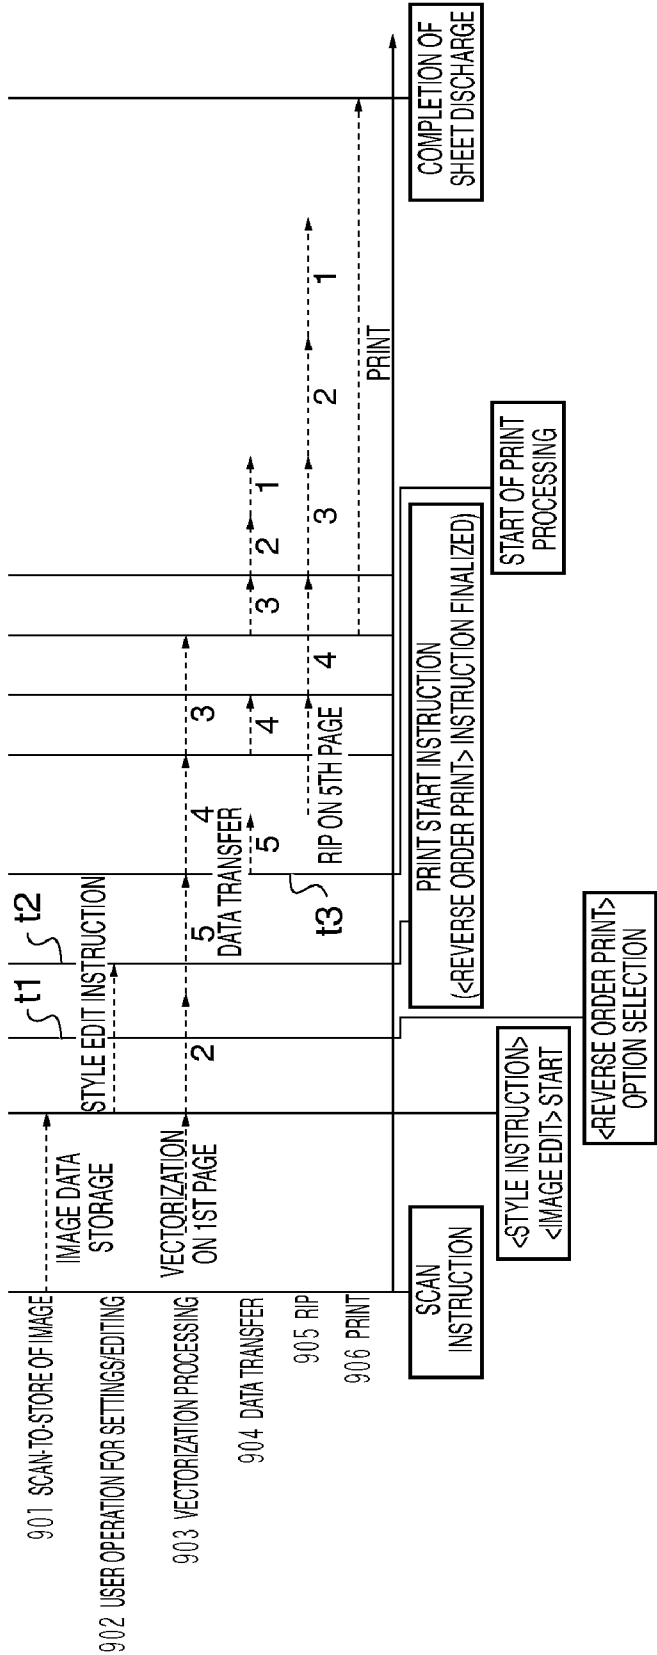 901 SCAN-TO-STORE OF IMAGE
IMAGE DATA
STORAGE
t1
t2
902 USER OPERATION FOR SETTINGS/EDITING
STYLE EDIT INSTRUCTION
903 VECTORIZATION PROCESSING
VECTORIZATION
ON 1ST PAGE
2
5
4
3
904 DATA TRANSFER
DATA TRANSFER
5
4
3
2
1
905 RIP
t3
RIP ON 5TH PAGE
4
3
2
1
906 PRINT
PRINT
SCAN
INSTRUCTION
<STYLE INSTRUCTION>
<IMAGE EDIT> START
<REVERSE ORDER PRINT>
OPTION SELECTION
PRINT START INSTRUCTION
(<REVERSE ORDER PRINT> INSTRUCTION FINALIZED)
START OF PRINT
PROCESSING
COMPLETION OF
SHEET DISCHARGE